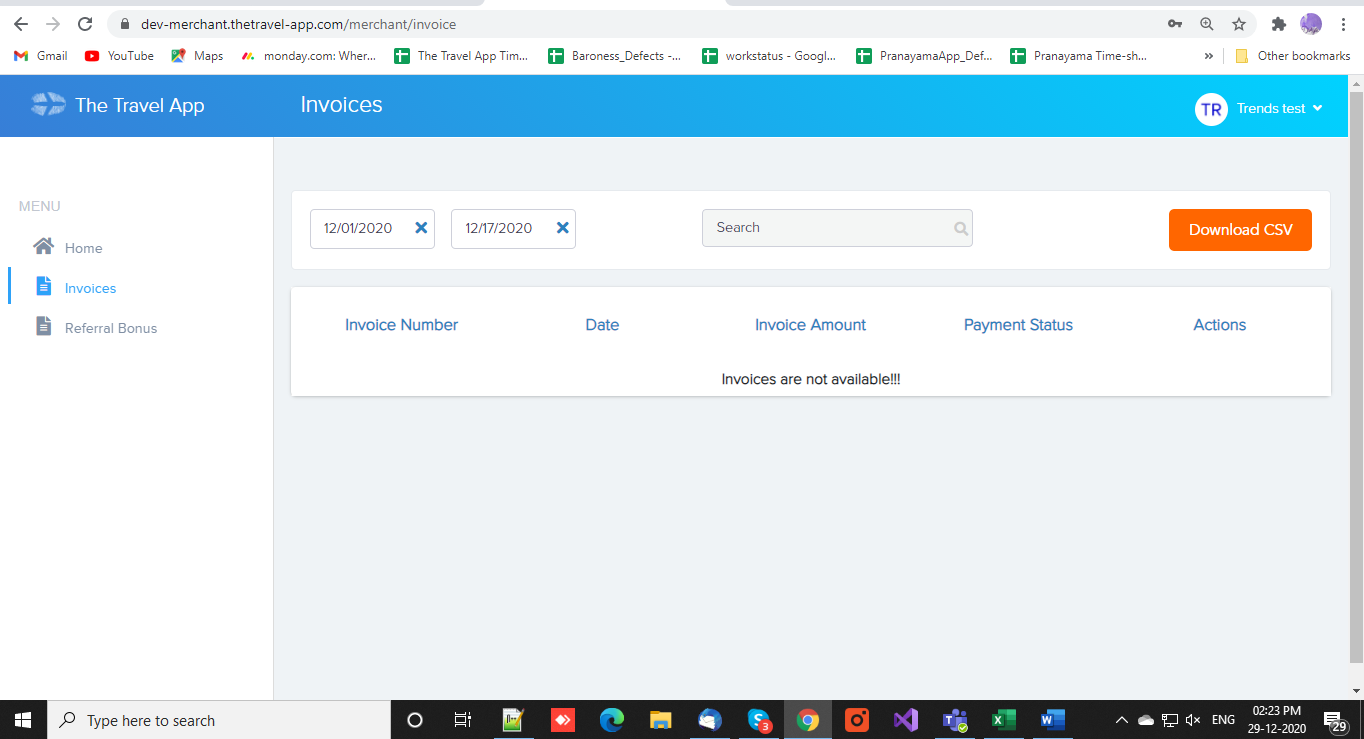 dev-merchant.thetravel-app.com/merchant/invoice
Gmail YouTube Maps monday.com: Wher... The Travel App Tim... Baroness_Defects -... workstatus - Googl... PranayamaApp_Def... Pranayama Time-sh... » Other bookmarks
The Travel App Invoices TR Trends test
MENU
Home
Invoices
Referral Bonus
12/01/2020 12/17/2020 Search Download CSV
Invoice Number Date Invoice Amount Payment Status Actions
Invoices are not available!!!
Type here to search
3
ENG
02:23 PM
29-12-2020
29